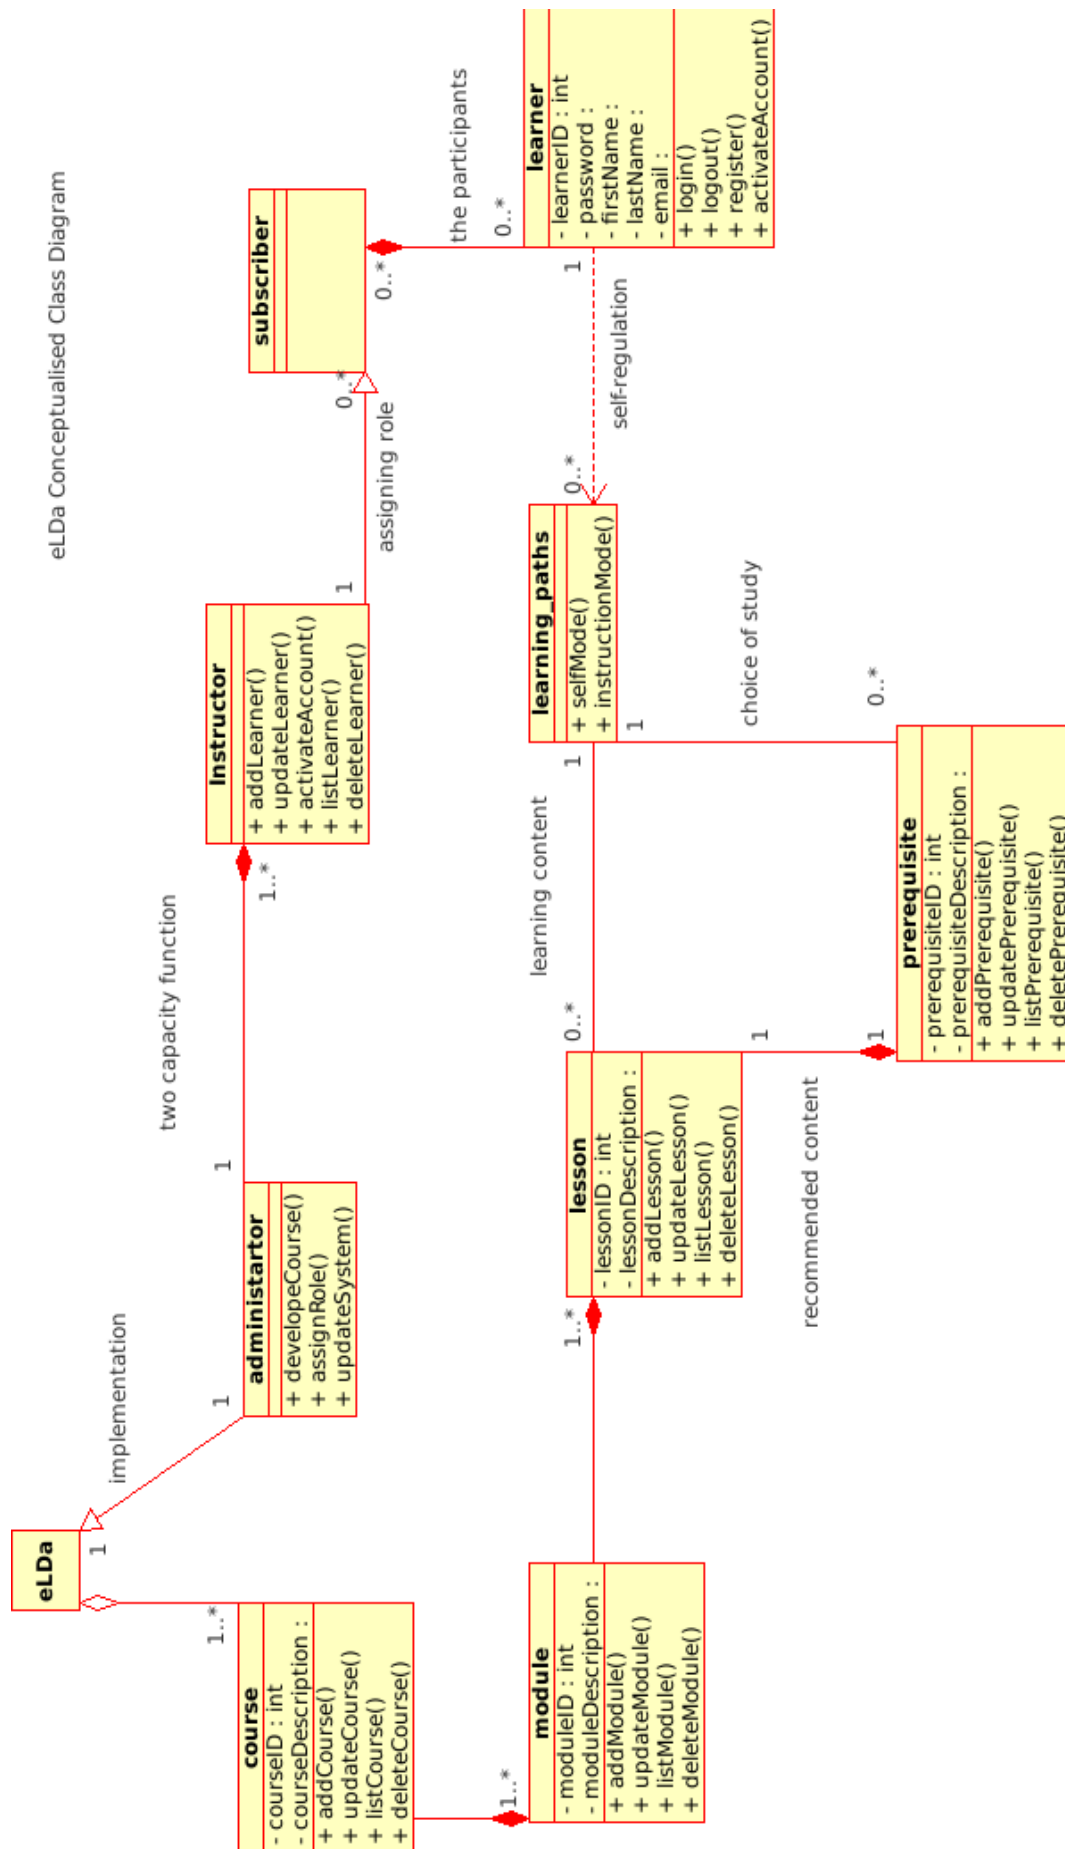 eLDa Conceptualised Class Diagram
eLDa
1
implementation
1
1..*
course
- courseID : int
- courseDescription :
+ addCourse()
+ updateCourse()
+ listCourse()
+ deleteCourse()
administartor
+ developeCourse()
+ assignRole()
+ updateSystem()
1
two capacity function
1..*
Instructor
+ addLearner()
+ updateLearner()
+ activateAccount()
+ listLearner()
+ deleteLearner()
1
assigning role
0..*
subscriber
0..*
the participants
0..*
learner
- learnerID : int
- password :
- firstName :
- lastName :
- email :
+ login()
+ logout()
+ register()
+ activateAccount()
1
self-regulation
0..*
learning_paths
+ selfMode()
+ instructionMode()
1
learning content
0..*
1
choice of study
0..*
lesson
- lessonID : int
- lessonDescription :
+ addLesson()
+ updateLesson()
+ listLesson()
+ deleteLesson()
1..*
1
recommended content
1
module
- moduleID : int
- moduleDescription :
+ addModule()
+ updateModule()
+ listModule()
+ deleteModule()
1..*
prerequisite
- prerequisiteID : int
- prerequisiteDescription :
+ addPrerequisite()
+ updatePrerequisite()
+ listPrerequisite()
+ deletePrerequisite()